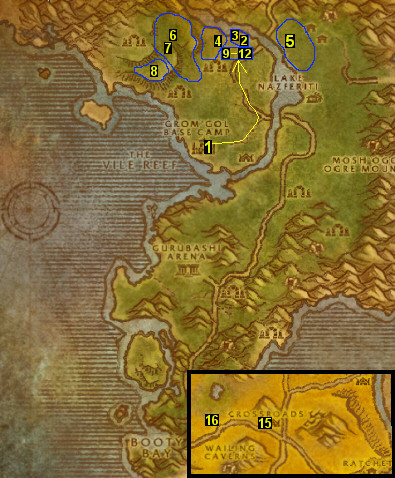 6
7
8
4
3
2
9-12
5
LAKE
NAZFERITI
GROM'GOL
BASE CAMP
1
THE
VILE REEF
MOSH OGG
OGRE MOUN
GURUBASHI
ARENA
BOOTY
BAY
16
CROSSROADS
15
WAILING
CAVERNS
RATCHET